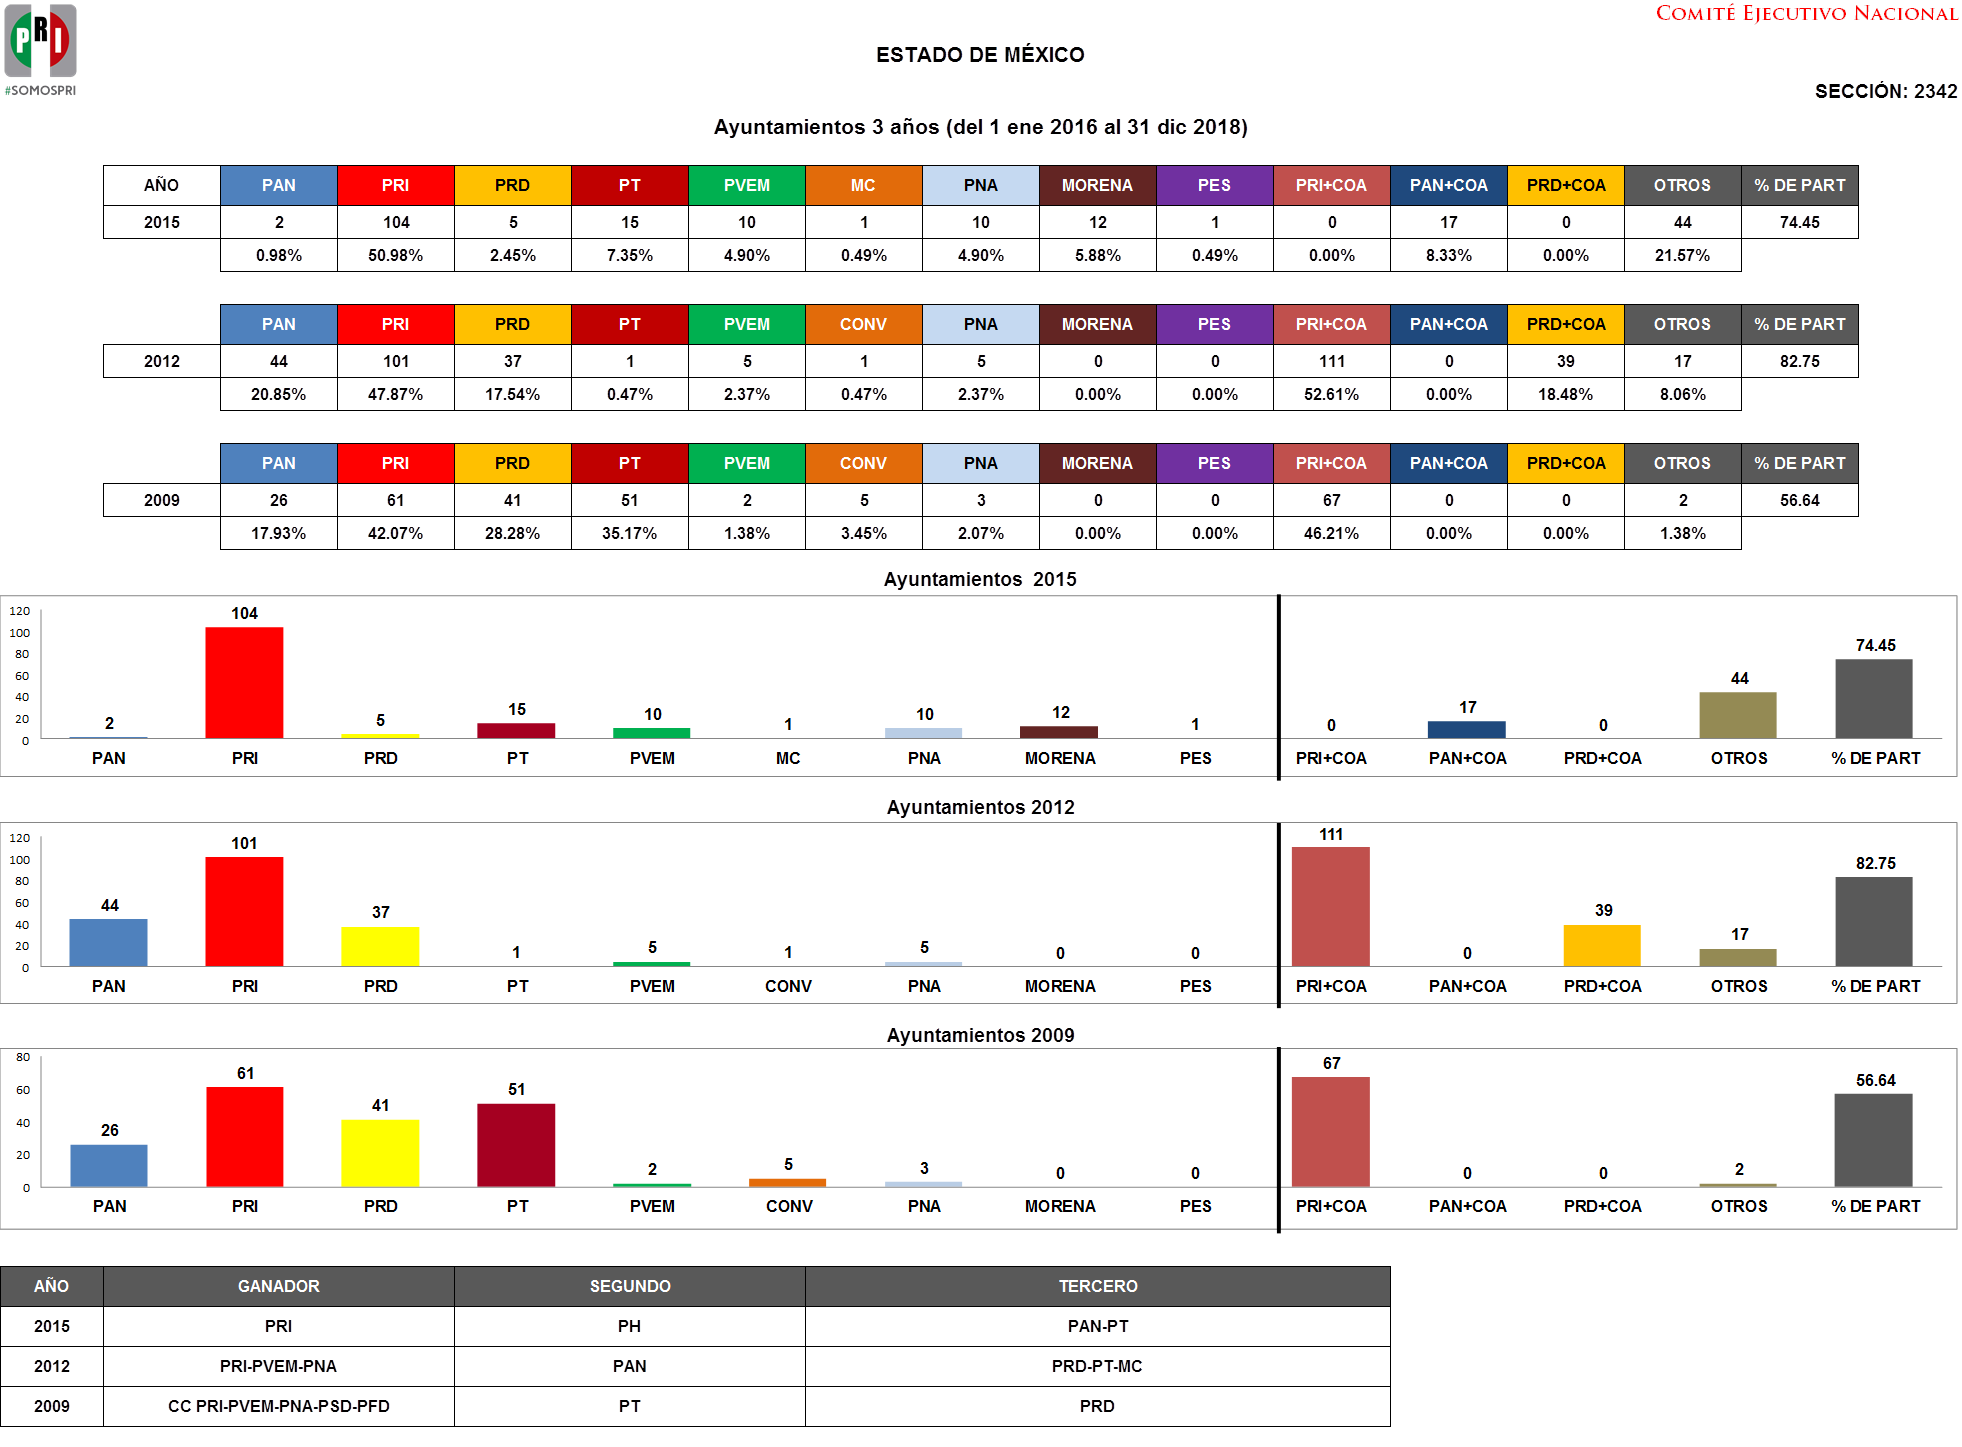 PRI
#SOMOSPRI
COMITÉ EJECUTIVO NACIONAL
ESTADO DE MÉXICO
SECCIÓN: 2342
Ayuntamientos 3 años (del 1 ene 2016 al 31 dic 2018)
AÑO PAN PRI PRD PT PVEM MC PNA MORENA PES PRI+COA PAN+COA PRD+COA OTROS % DE PART
2015 2 104 5 15 10 1 10 12 1 0 17 0 44 74.45
0.98% 50.98% 2.45% 7.35% 4.90% 0.49% 4.90% 5.88% 0.49% 0.00% 8.33% 0.00% 21.57%
PAN PRI PRD PT PVEM CONV PNA MORENA PES PRI+COA PAN+COA PRD+COA OTROS % DE PART
2012 44 101 37 1 5 1 5 0 0 111 0 39 17 82.75
20.85% 47.87% 17.54% 0.47% 2.37% 0.47% 2.37% 0.00% 0.00% 52.61% 0.00% 18.48% 8.06%
PAN PRI PRD PT PVEM CONV PNA MORENA PES PRI+COA PAN+COA PRD+COA OTROS % DE PART
2009 26 61 41 51 2 5 3 0 0 67 0 0 2 56.64
17.93% 42.07% 28.28% 35.17% 1.38% 3.45% 2.07% 0.00% 0.00% 46.21% 0.00% 0.00% 1.38%
Ayuntamientos 2015
120
100
80
60
40
20
0
2 104 5 15 10 1 10 12 1 0 17 0 44 74.45
PAN PRI PRD PT PVEM MC PNA MORENA PES PRI+COA PAN+COA PRD+COA OTROS % DE PART
Ayuntamientos 2012
120
100
80
60
40
20
0
44 101 37 1 5 1 5 0 0 111 0 39 17 82.75
PAN PRI PRD PT PVEM CONV PNA MORENA PES PRI+COA PAN+COA PRD+COA OTROS % DE PART
Ayuntamientos 2009
80
60
40
20
0
26 61 41 51 2 5 3 0 0 67 0 0 2 56.64
PAN PRI PRD PT PVEM CONV PNA MORENA PES PRI+COA PAN+COA PRD+COA OTROS % DE PART
AÑO GANADOR SEGUNDO TERCERO
2015 PRI PH PAN-PT
2012 PRI-PVEM-PNA PAN PRD-PT-MC
2009 CC PRI-PVEM-PNA-PSD-PFD PT PRD